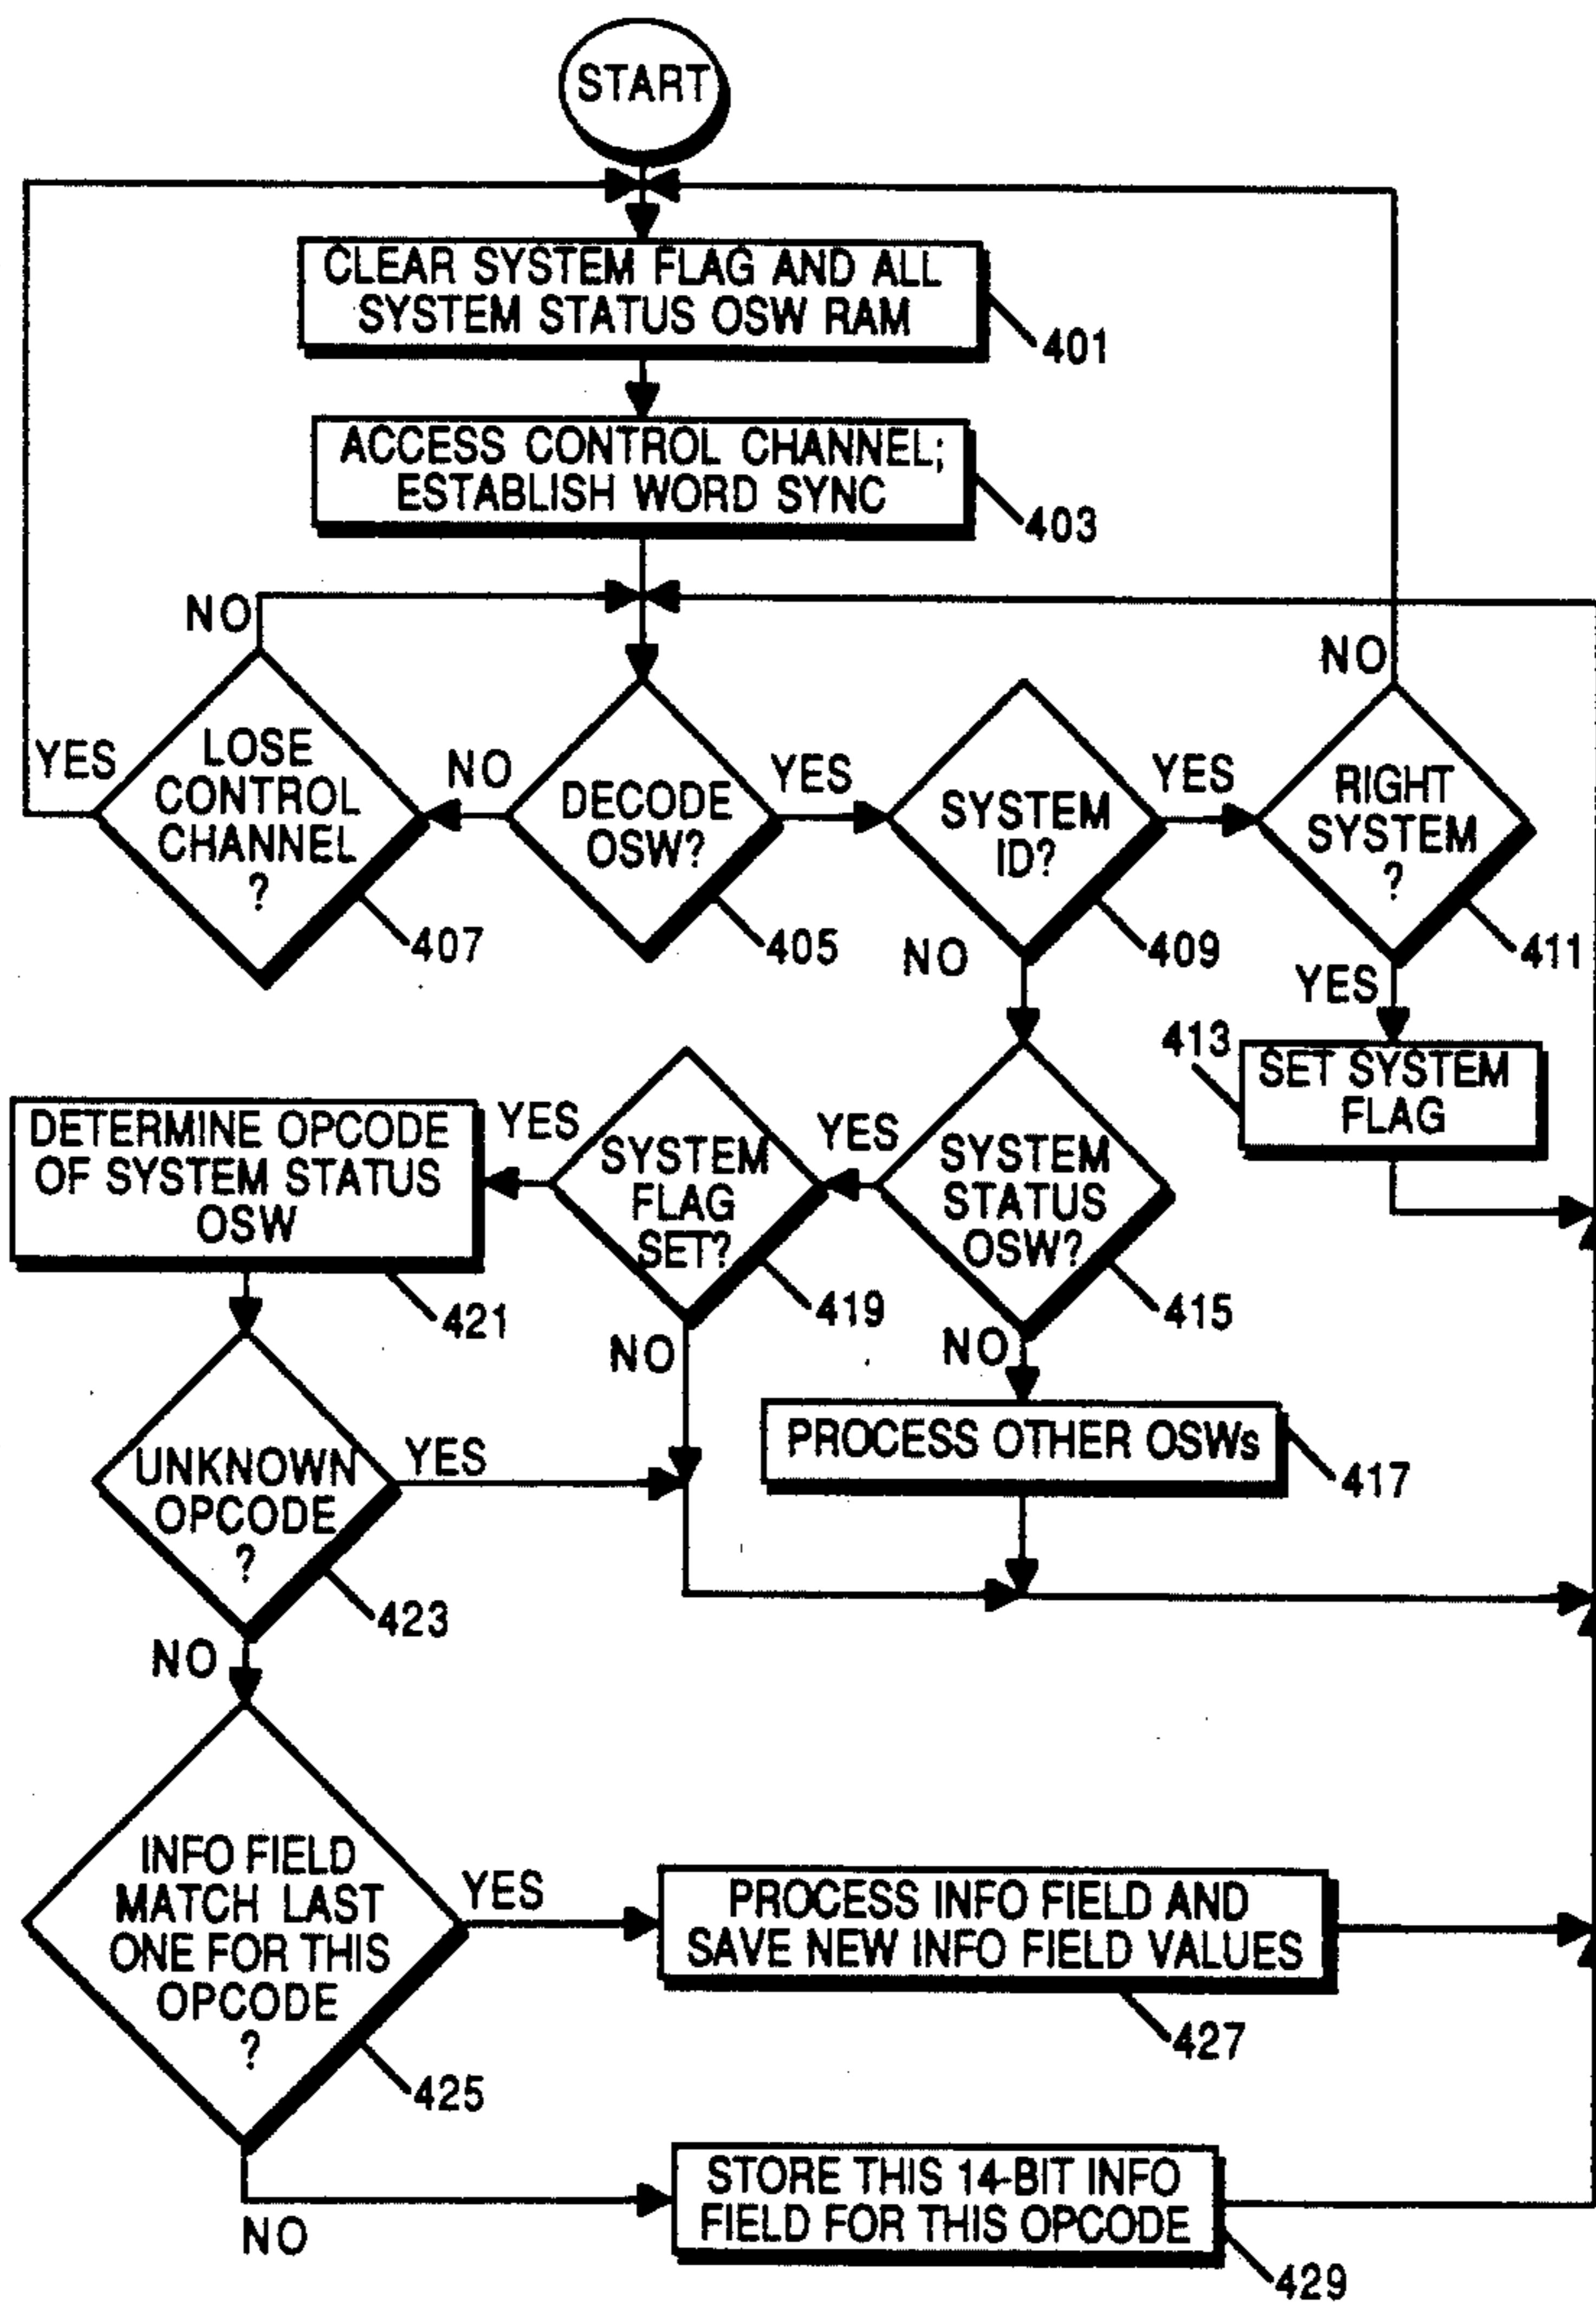 START
CLEAR SYSTEM FLAG AND ALL
SYSTEM STATUS OSW RAM
401
ACCESS CONTROL CHANNEL;
ESTABLISH WORD SYNC
403
NO
NO
YES
LOSE
CONTROL
CHANNEL
?
407
NO
DECODE
OSW?
405
YES
SYSTEM
ID?
409
YES
RIGHT
SYSTEM
?
411
NO
YES
413
SET SYSTEM
FLAG
DETERMINE OPCODE
OF SYSTEM STATUS
OSW
421
YES
SYSTEM
FLAG
SET?
419
YES
SYSTEM
STATUS
OSW?
415
NO
NO
PROCESS OTHER OSWs
417
UNKNOWN
OPCODE
?
423
YES
NO
INFO FIELD
MATCH LAST
ONE FOR THIS
OPCODE
?
425
YES
PROCESS INFO FIELD AND
SAVE NEW INFO FIELD VALUES
427
NO
STORE THIS 14-BIT INFO
FIELD FOR THIS OPCODE
429